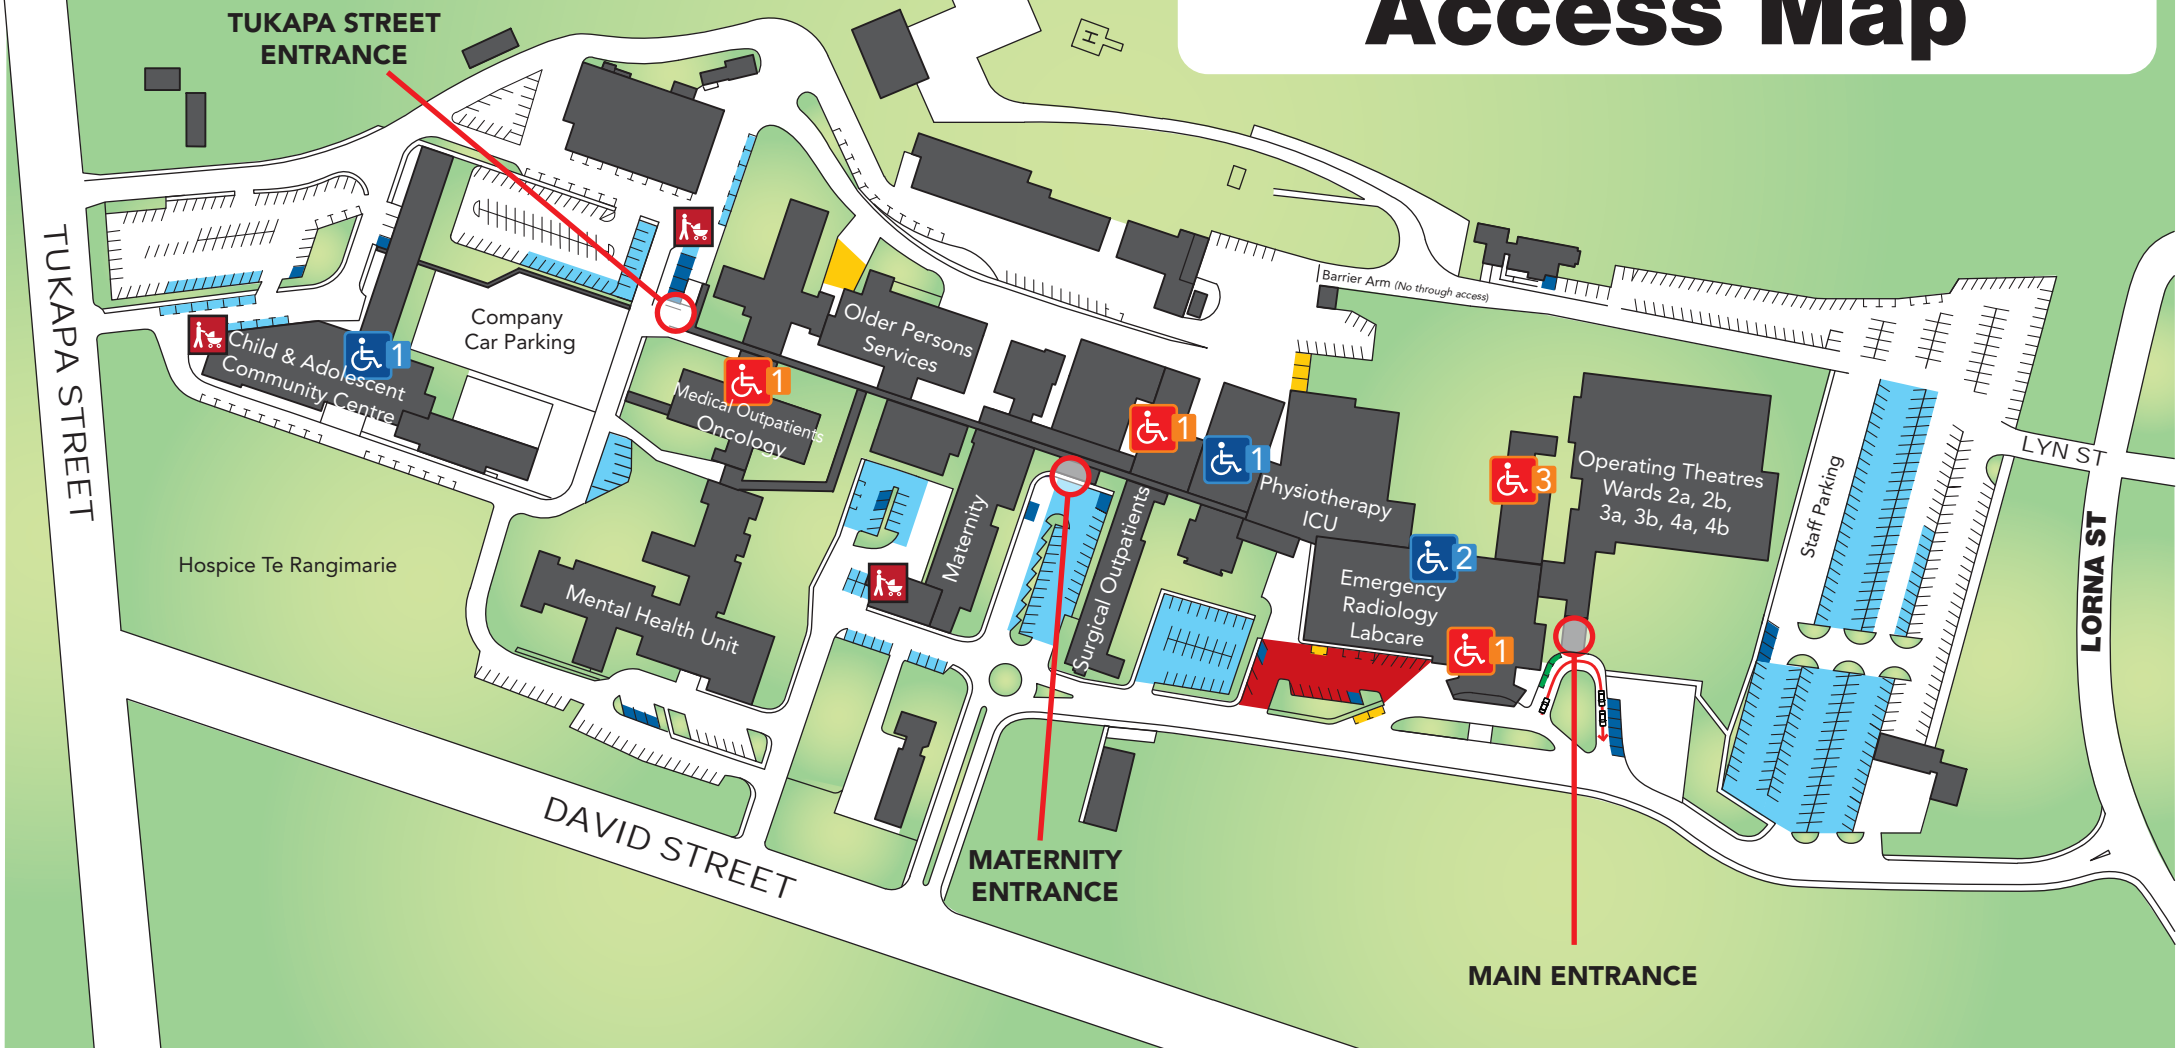 Access Map
TUKAPA STREET
ENTRANCE
H
TUKAPA STREET
Barrier Arm (No through access)
Company
Car Parking
Older Persons
Services
Child & Adolescent
Community Centre
1
1
Medical Outpatients
Oncology
1
1
Physiotherapy
ICU
3
Operating Theatres
Wards 2a, 2b,
3a, 3b, 4a, 4b
Staff Parking
LYN ST
LORNA ST
Hospice Te Rangimarie
Mental Health Unit
Maternity
Surgical Outpatients
2
Emergency
Radiology
Labcare
1
DAVID STREET
MATERNITY
ENTRANCE
MAIN ENTRANCE